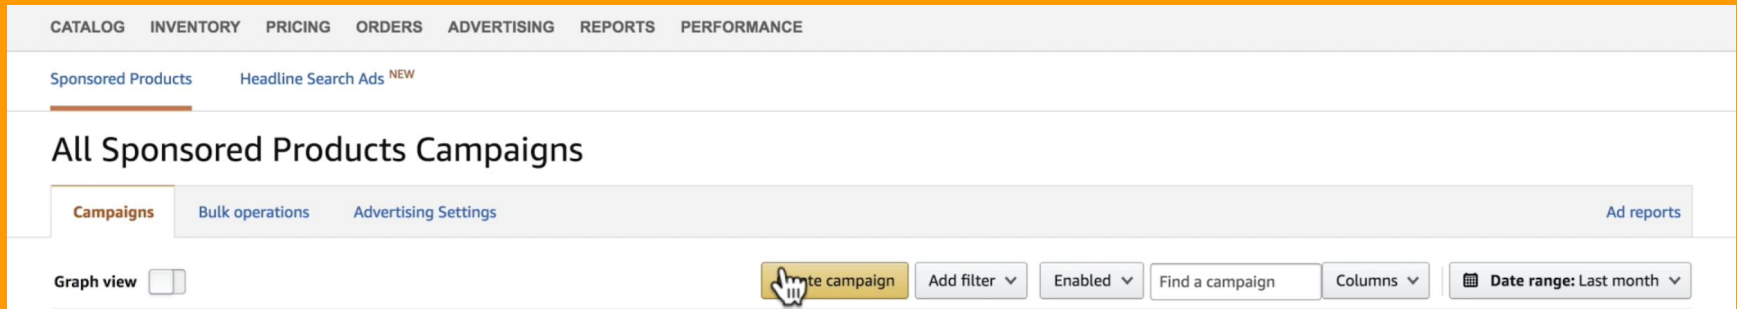 CATALOG INVENTORY PRICING ORDERS ADVERTISING REPORTS PERFORMANCE
Sponsored Products Headline Search Ads NEW
All Sponsored Products Campaigns
Campaigns Bulk operations Advertising Settings Ad reports
Graph view campaign Add filter Enabled Find a campaign Columns Date range: Last month